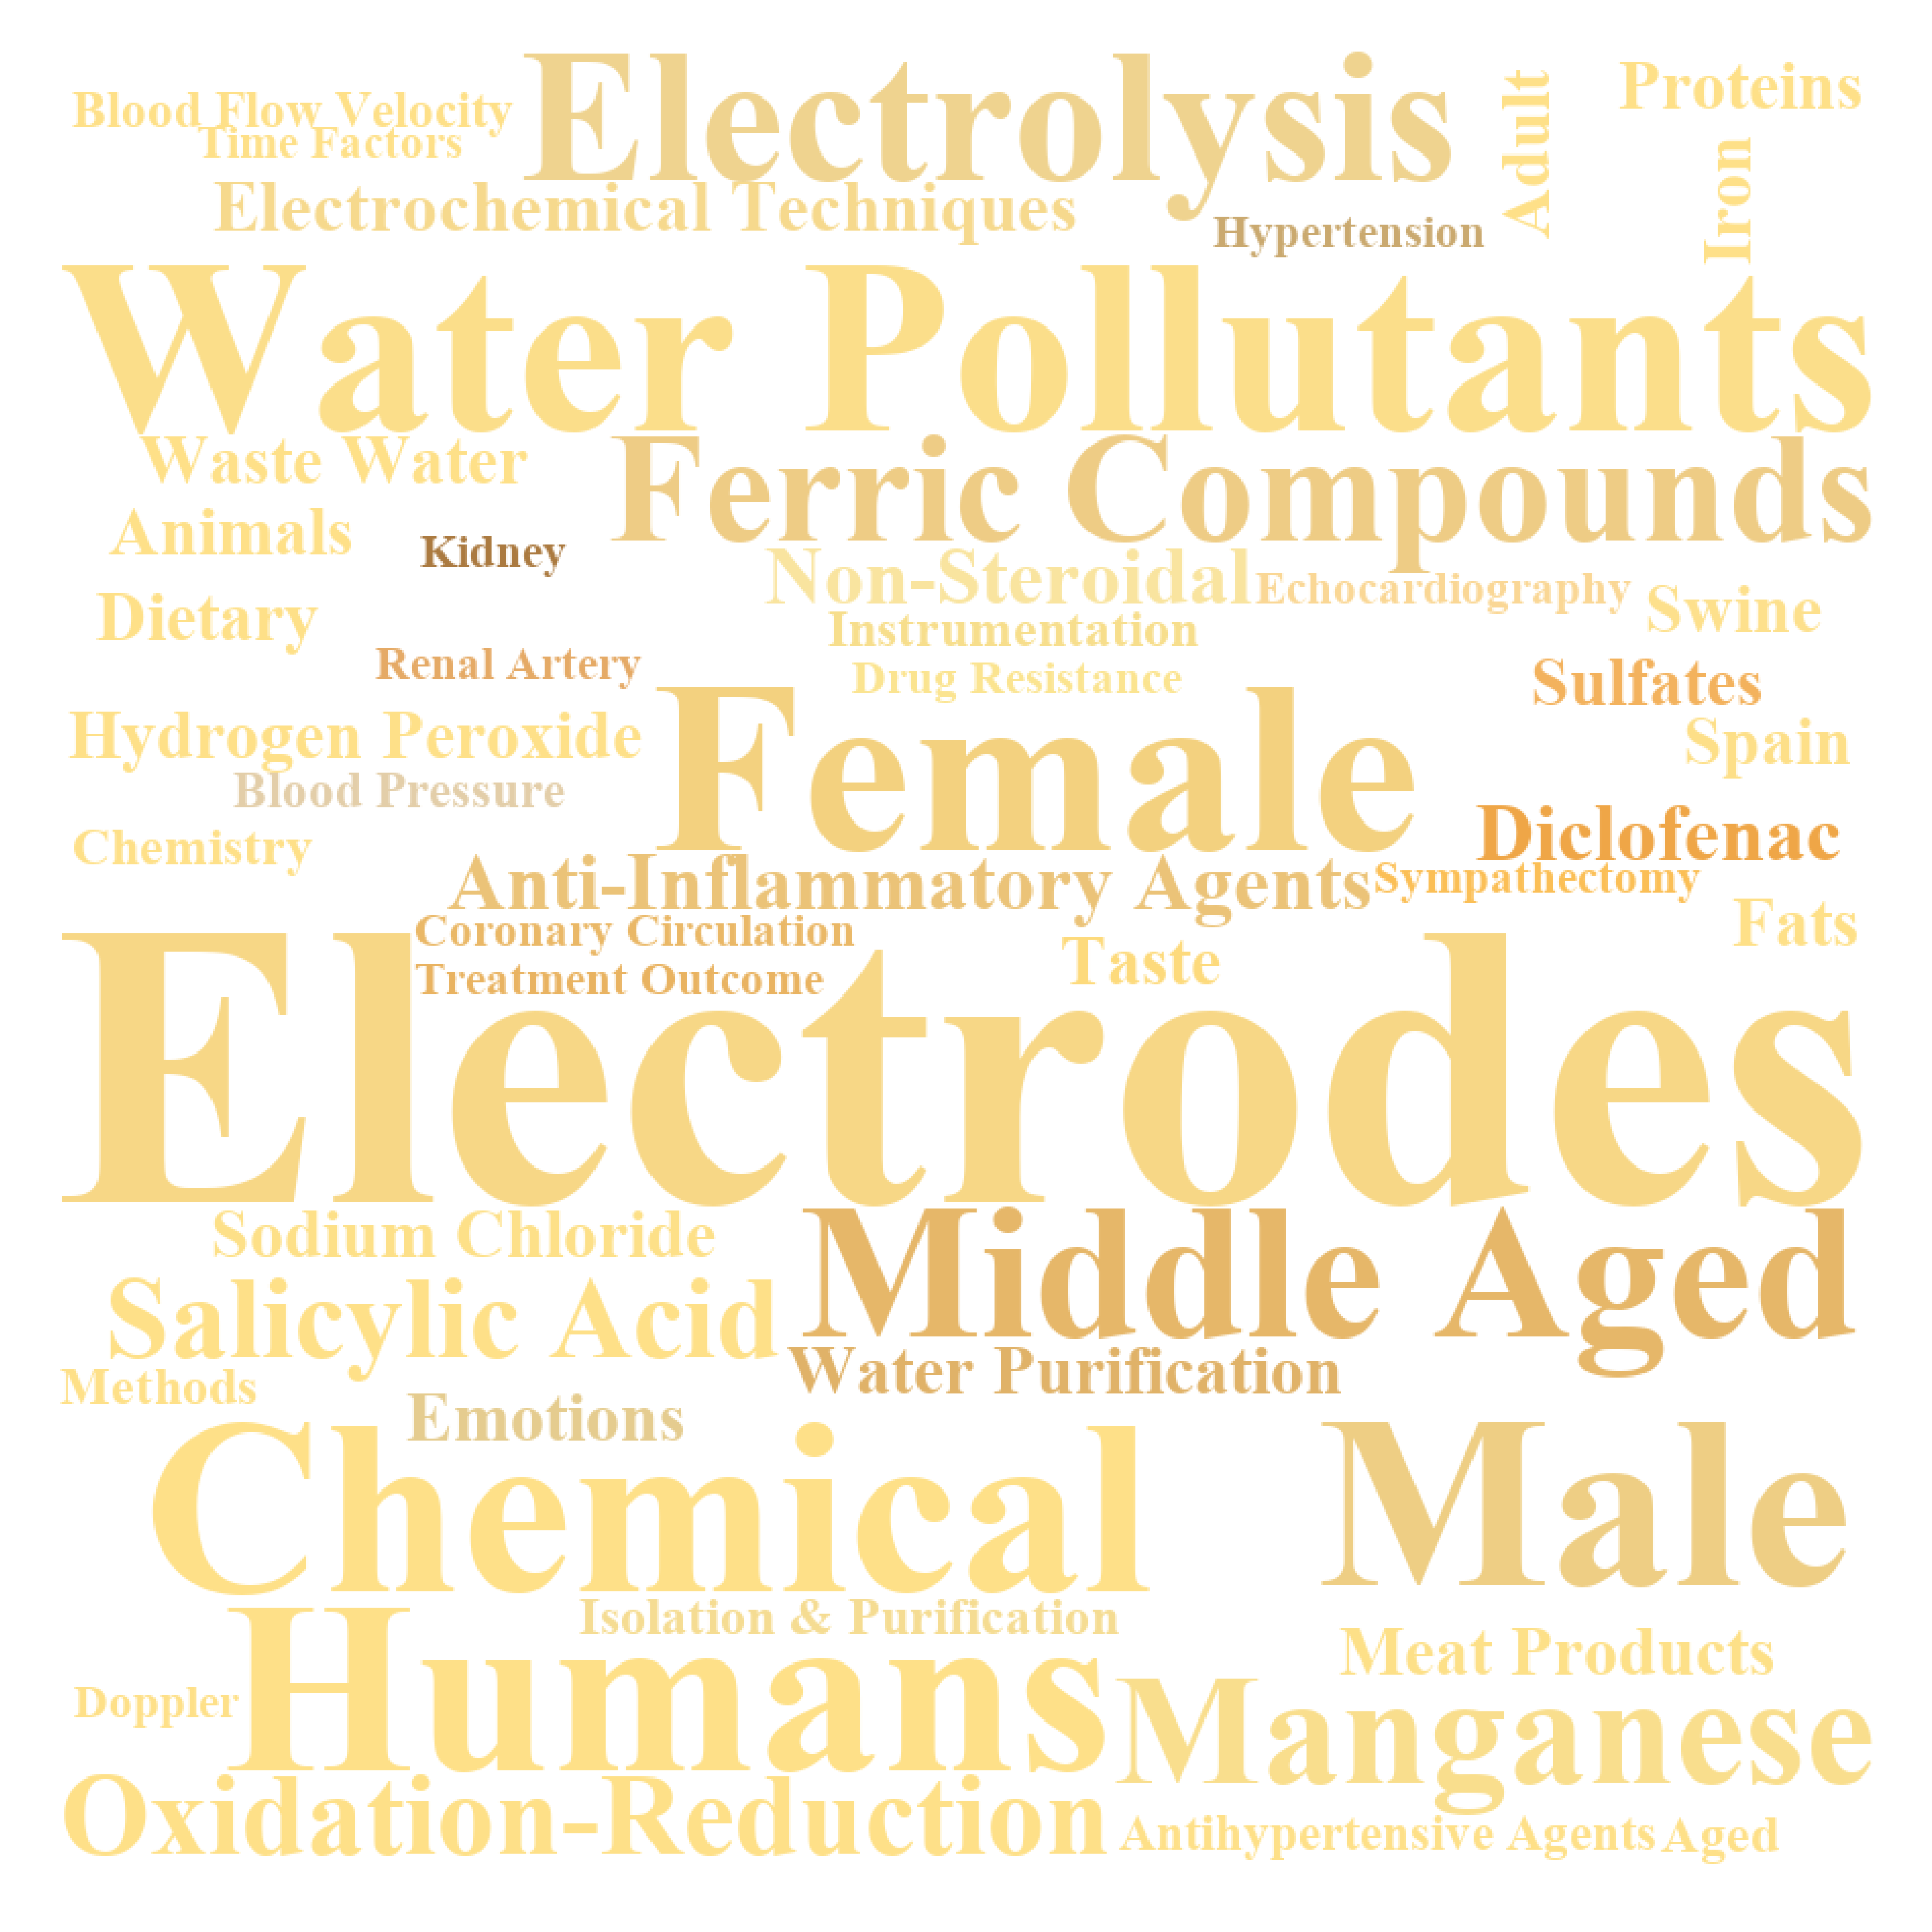 Electrolysis
Adult
Proteins
Blood Flow Velocity
Time Factors
Iron
Electrochemical Techniques
Hypertension
Water Pollutants
Waste Water
Ferric Compounds
Animals
Kidney
Non-Steroidal
Echocardiography
Swine
Dietary
Instrumentation
Renal Artery
Drug Resistance
Sulfates
Hydrogen Peroxide
Female
Spain
Blood Pressure
Chemistry
Diclofenac
Anti-Inflammatory Agents
Sympathectomy
Coronary Circulation
Fats
Treatment Outcome
Taste
Electrodes
Sodium Chloride
Middle Aged
Salicylic Acid
Water Purification
Methods
Emotions
Chemical
Male
Isolation & Purification
Humans
Meat Products
Doppler
Manganese
Oxidation-Reduction
Antihypertensive Agents
Aged